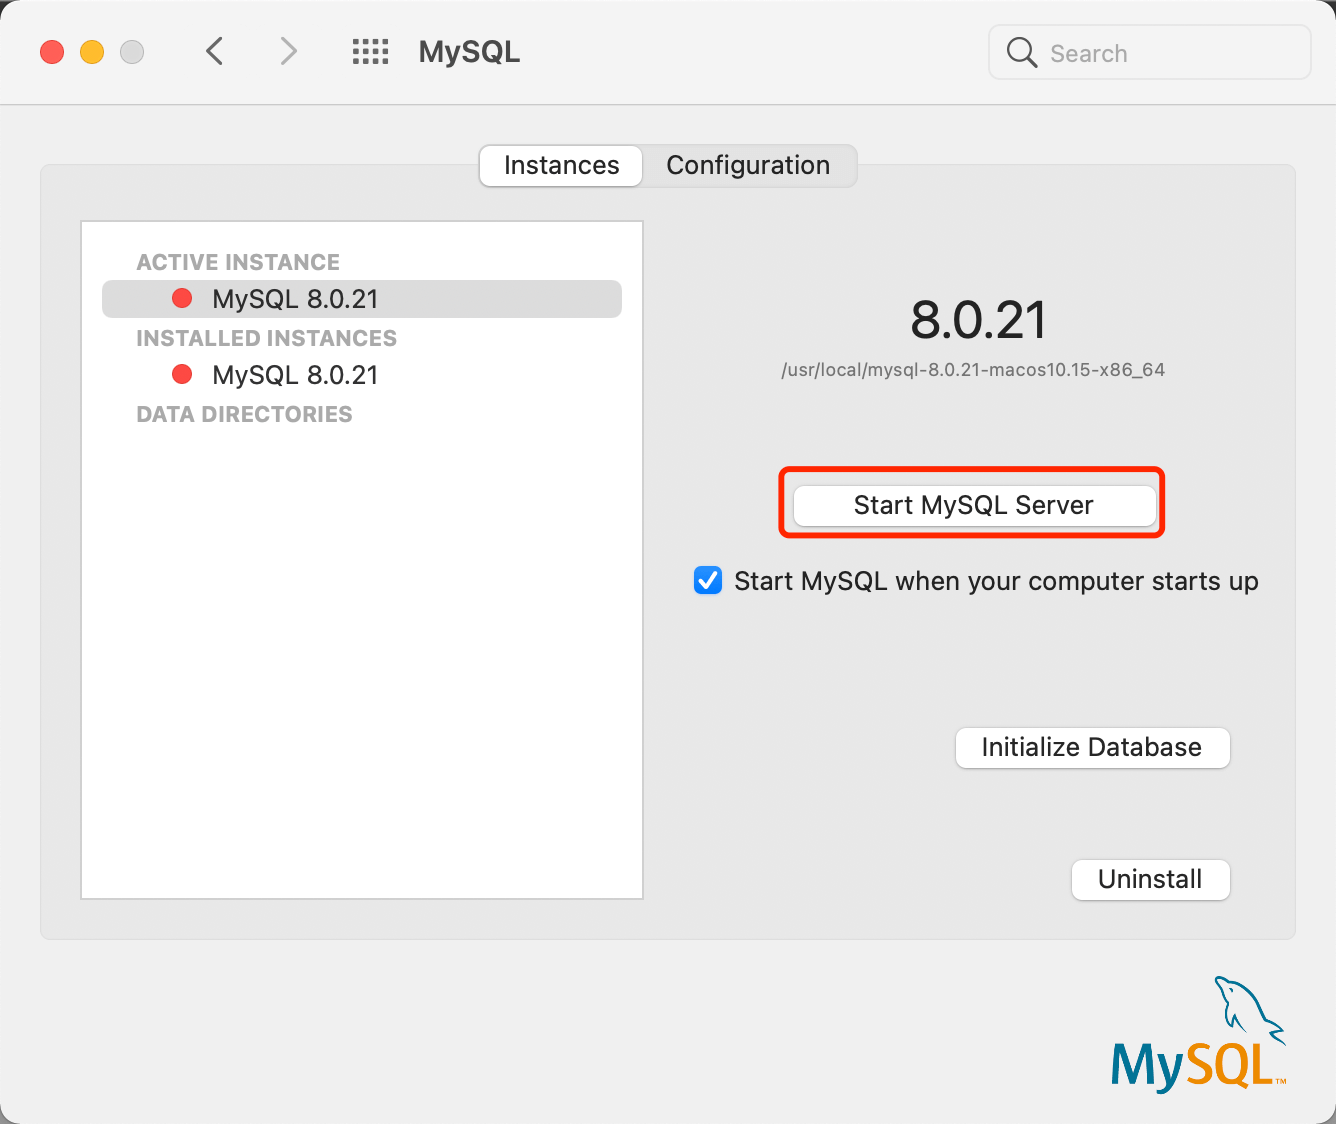 MySQL
Search
Instances
Configuration
ACTIVE INSTANCE
MySQL 8.0.21
INSTALLED INSTANCES
MySQL 8.0.21
DATA DIRECTORIES
8.0.21
/usr/local/mysql-8.0.21-macos10.15-x86_64
Start MySQL Server
Start MySQL when your computer starts up
Initialize Database
Uninstall
MySQL™